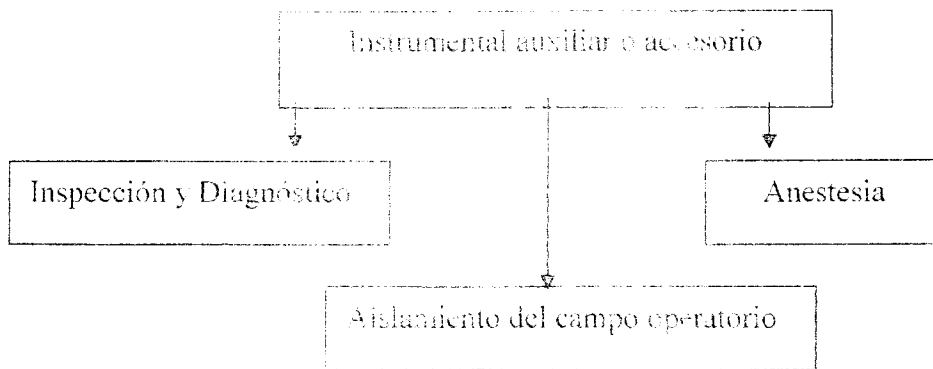 Instrumental auxiliar o accesorio
Inspección y Diagnóstico
Anestesia
Aislamiento del campo operatorio